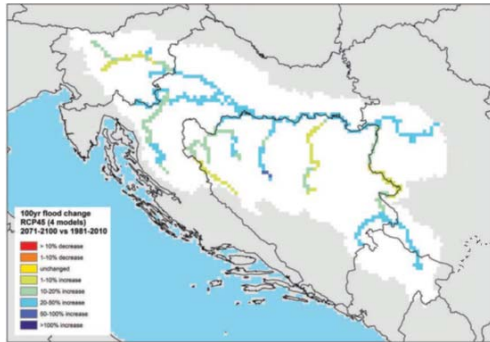 100yr flood change
RCP45 (4 models)
2071-2100 vs 1981-2010
> 10% decrease
1-10% decrease
unchanged
1-10% increase
10-20% increase
20-50% increase
50-100% increase
>100% increase